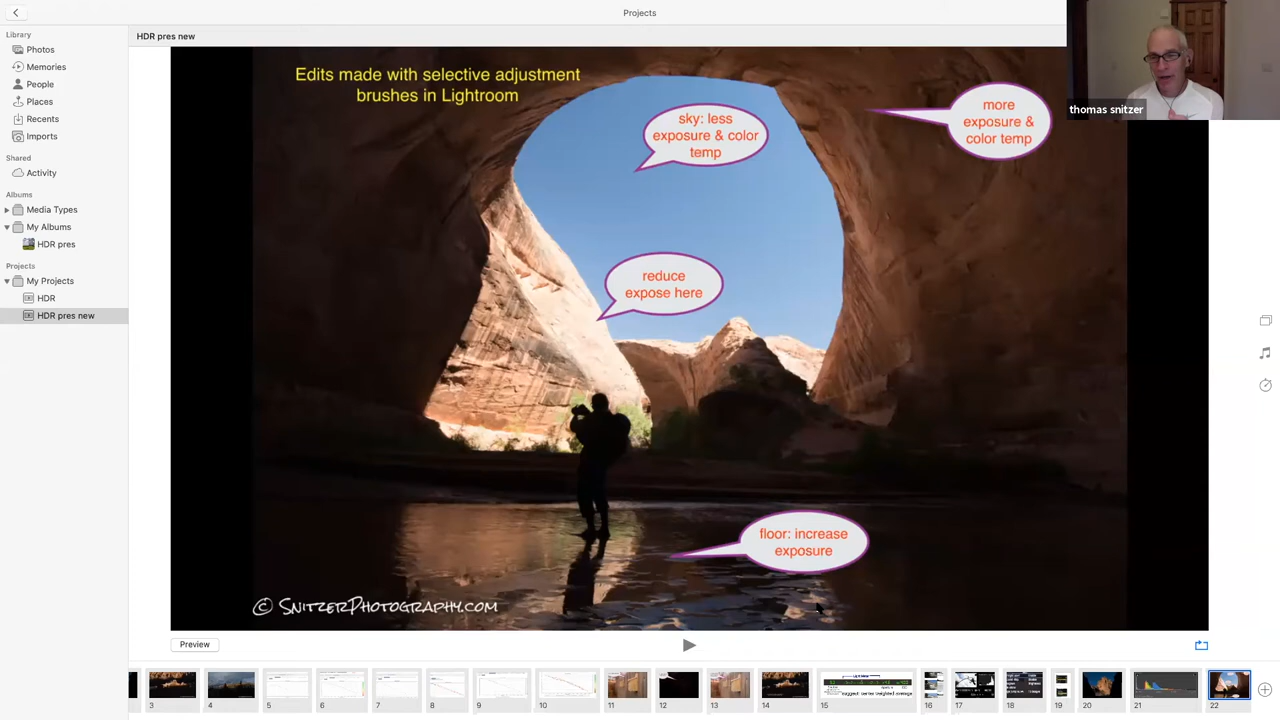 Projects
Library
Photos
Memories
People
Places
Recents
Imports
Shared
Activity
Albums
Media Types
My Albums
HDR pres
Projects
My Projects
HDR
HDR pres new
HDR pres new
Edits made with selective adjustment
brushes in Lightroom
sky: less
exposure & color
temp
more
exposure &
color temp
thomas snitzer
reduce
expose here
floor: increase
exposure
© SnitzerPhotography.com
Preview
3
4
7
8
9
10
11
12
13
14
15
16
17
18
19
20
21
22